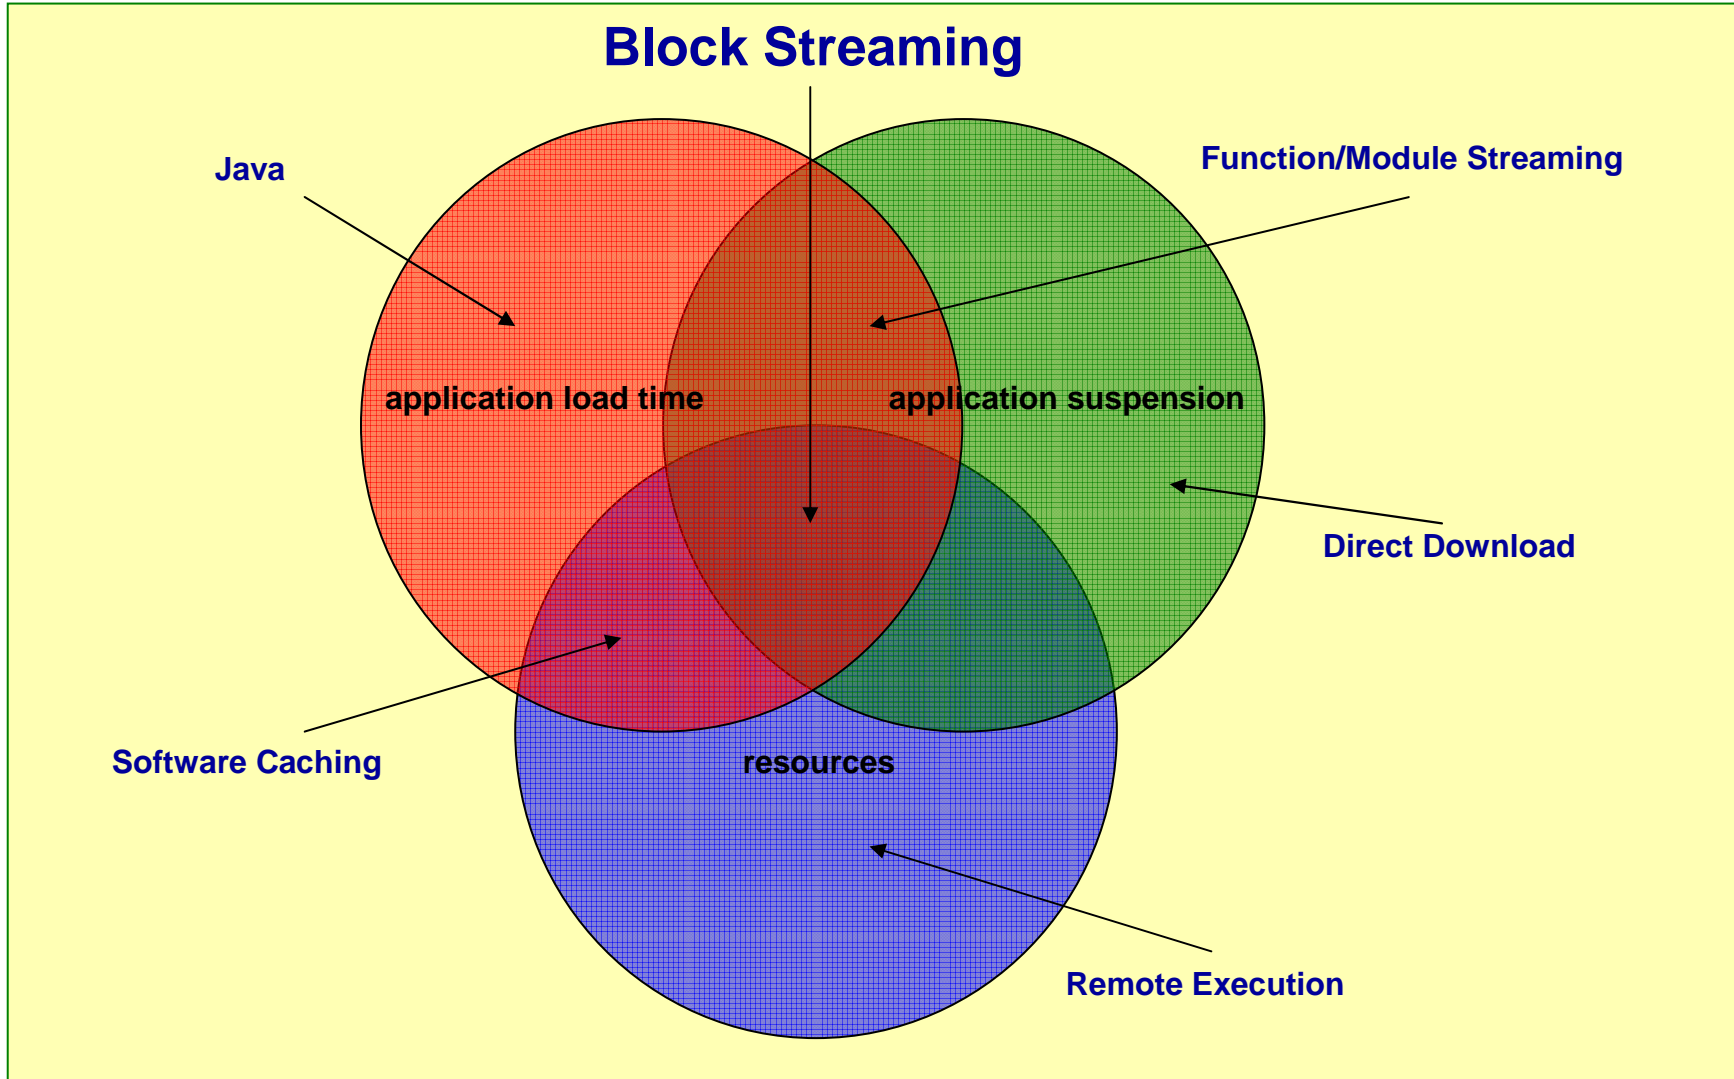 Block Streaming
Java
Function/Module Streaming
application load time
application suspension
Direct Download
Software Caching
resources
Remote Execution